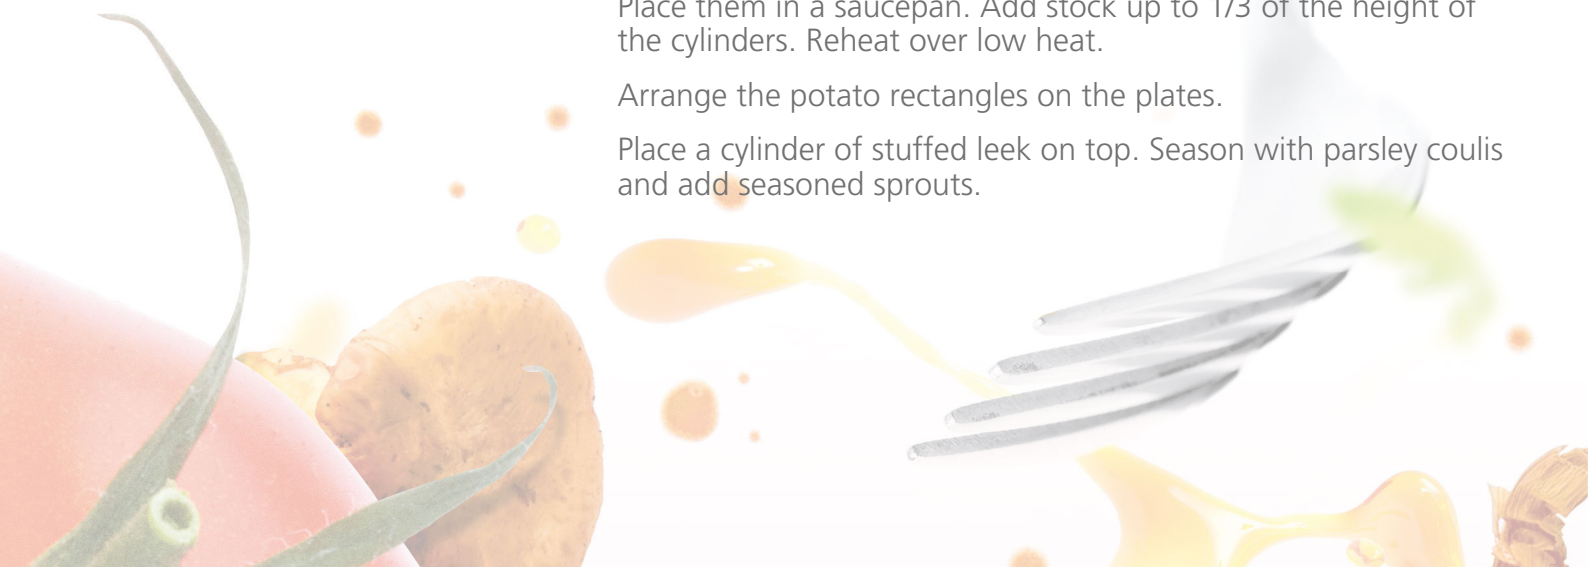 Place them in a saucepan. Add stock up to 1/3 of the height of
the cylinders. Reheat over low heat.
Arrange the potato rectangles on the plates.
Place a cylinder of stuffed leek on top. Season with parsley coulis
and add seasoned sprouts.